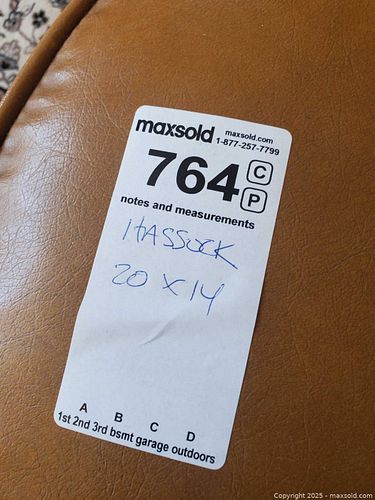 maxsold maxsold.com
1-877-257-7799
764 C
P
notes and measurements
HASSOCK
20 x 14
A B C D
1st 2nd 3rd bsmt garage outdoors
Copyright 2025 - maxsold.com